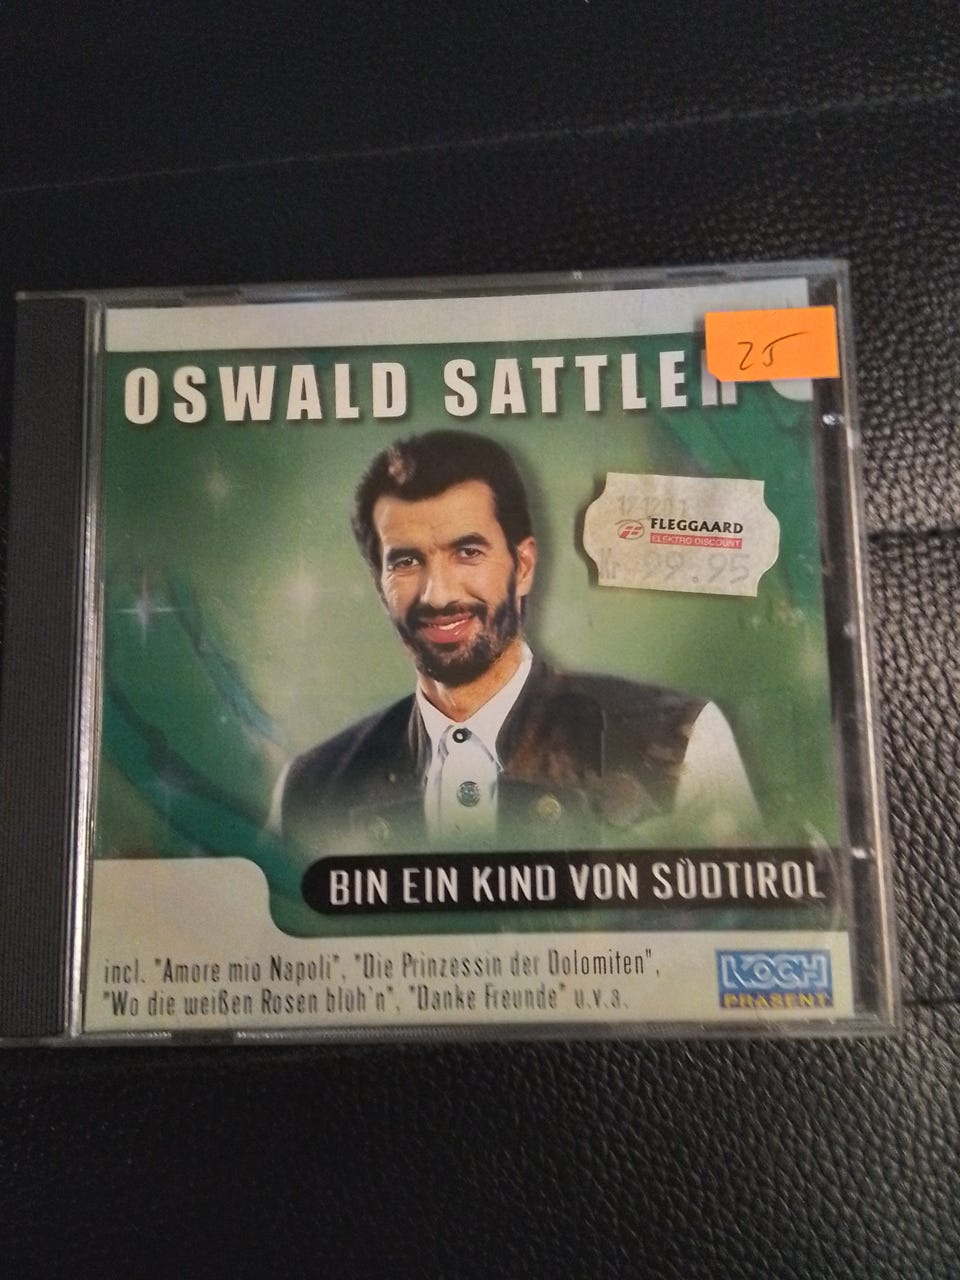 25
OSWALD SATTLER
FLEGGAARD
ELEKTRO DISCOUNT
Kr 99.95
BIN EIN KIND VON SÜDTIROL
incl. "Amore mio Napoli", "Die Prinzessin der Dolomiten",
"Wo die weißen Rosen blüh'n", "Danke Freunde" u.v.a.
KOCH
PRÄSENT